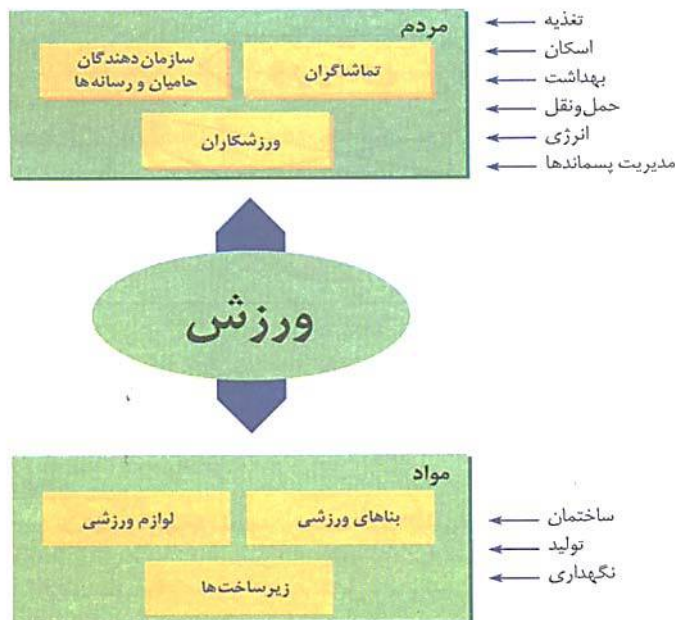 مردم
تماشاگران
سازمان دهندگان
حامیان و رسانه‌ها
ورزشکاران
تغذیه
اسکان
بهداشت
حمل‌ونقل
انرژی
مدیریت پسماندها
ورزش
مواد
بناهای ورزشی
لوازم ورزشی
زیرساخت‌ها
ساختمان
تولید
نگهداری